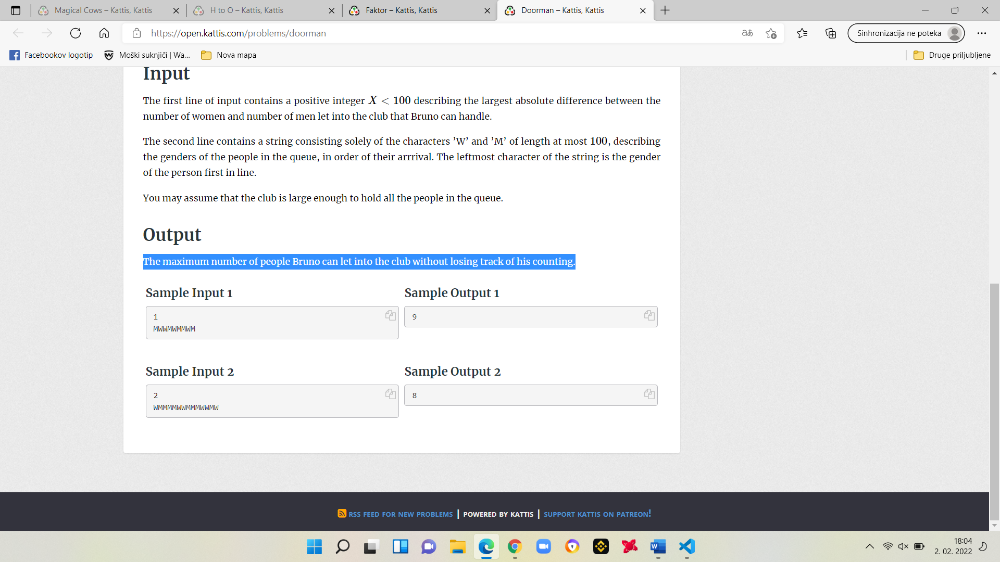 Magical Cows – Kattis, Kattis
H to O – Kattis, Kattis
Faktor – Kattis, Kattis
Doorman – Kattis, Kattis
https://open.kattis.com/problems/doorman
aあ
Sinhronizacija ne poteka
Facebookov logotip
Moški suknjiči | Wa...
Nova mapa
Druge priljubljene
Input
The first line of input contains a positive integer X < 100 describing the largest absolute difference between the
number of women and number of men let into the club that Bruno can handle.
The second line contains a string consisting solely of the characters ’W’ and ’M’ of length at most 100, describing
the genders of the people in the queue, in order of their arrrival. The leftmost character of the string is the gender
of the person first in line.
You may assume that the club is large enough to hold all the people in the queue.
Output
The maximum number of people Bruno can let into the club without losing track of his counting.
Sample Input 1
Sample Output 1
1
MWWMWMMWM
9
Sample Input 2
Sample Output 2
2
WMMMMWWMMMWWMW
8
RSS FEED FOR NEW PROBLEMS | POWERED BY KATTIS | SUPPORT KATTIS ON PATREON!
18:04
2. 02. 2022